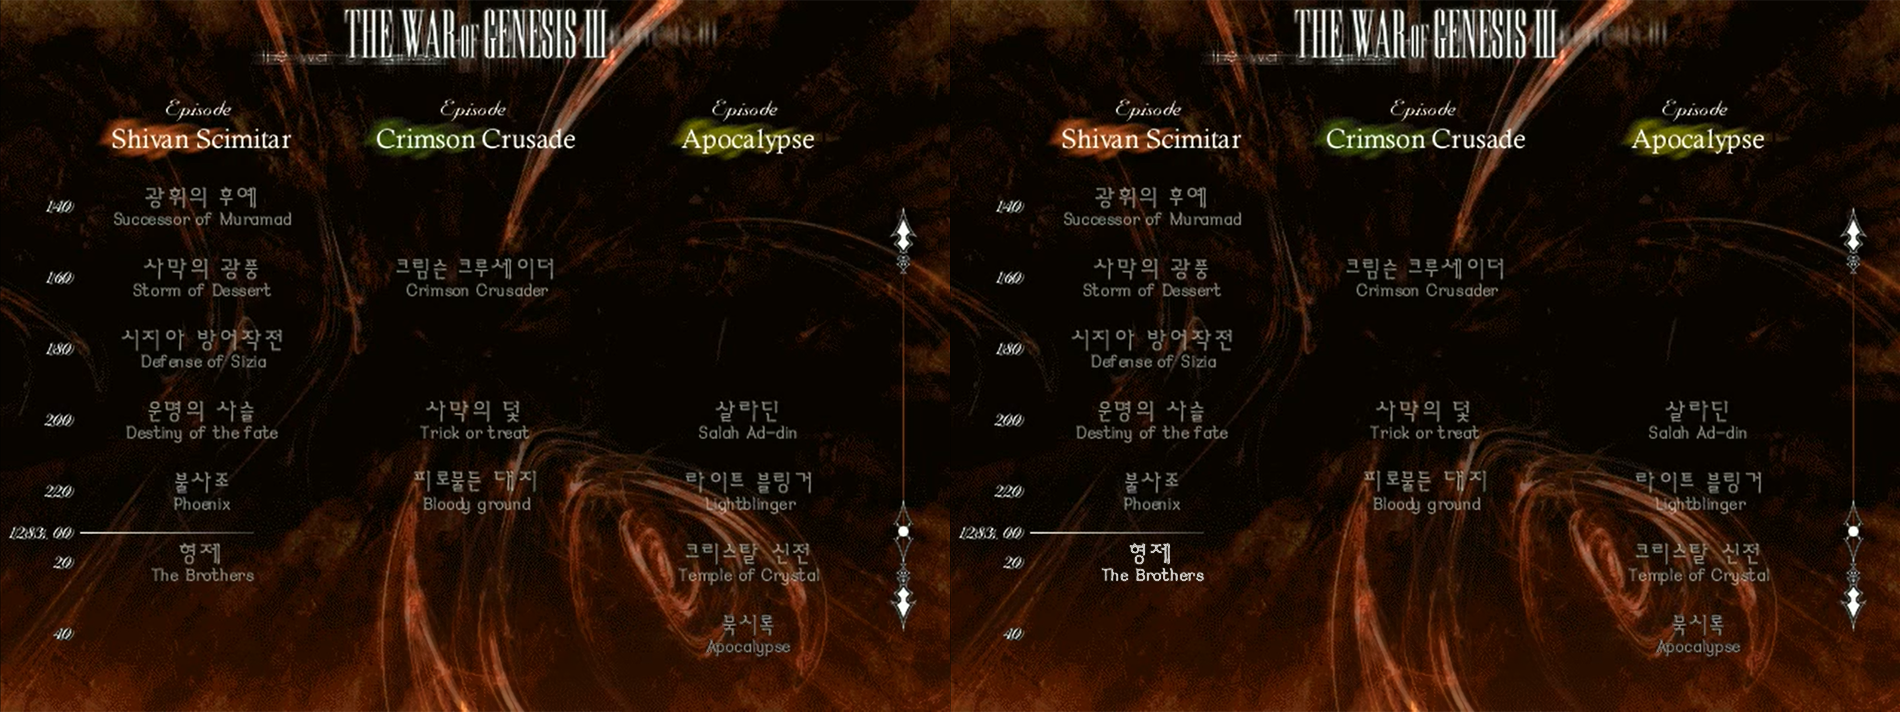 THE WAR OF GENESIS III
Episode Episode Episode
Shivan Scimitar Crimson Crusade Apocalypse
광휘의 후예
140
Successor of Muramad
사막의 광풍 크림슨 크루세이더
160
Storm of Dessert Crimson Crusader
시지아 방어작전
180
Defense of Sizia
운명의 사슬 사막의 덫 살라딘
200
Destiny of the fate Trick or treat Salah Ad-din
불사조 피로물든 대지 라이트 블링거
220
Phoenix Bloody ground Lightblinger
1283. 00
형제 크리스탈 신전
20
The Brothers Temple of Crystal
묵시록
40
Apocalypse
THE WAR OF GENESIS III
Episode Episode Episode
Shivan Scimitar Crimson Crusade Apocalypse
광휘의 후예
140
Successor of Muramad
사막의 광풍 크림슨 크루세이더
160
Storm of Dessert Crimson Crusader
시지아 방어작전
180
Defense of Sizia
운명의 사슬 사막의 덫 살라딘
200
Destiny of the fate Trick or treat Salah Ad-din
불사조 피로물든 대지 라이트 블링거
220
Phoenix Bloody ground Lightblinger
1283. 00
형제 크리스탈 신전
20
The Brothers Temple of Crystal
묵시록
40
Apocalypse